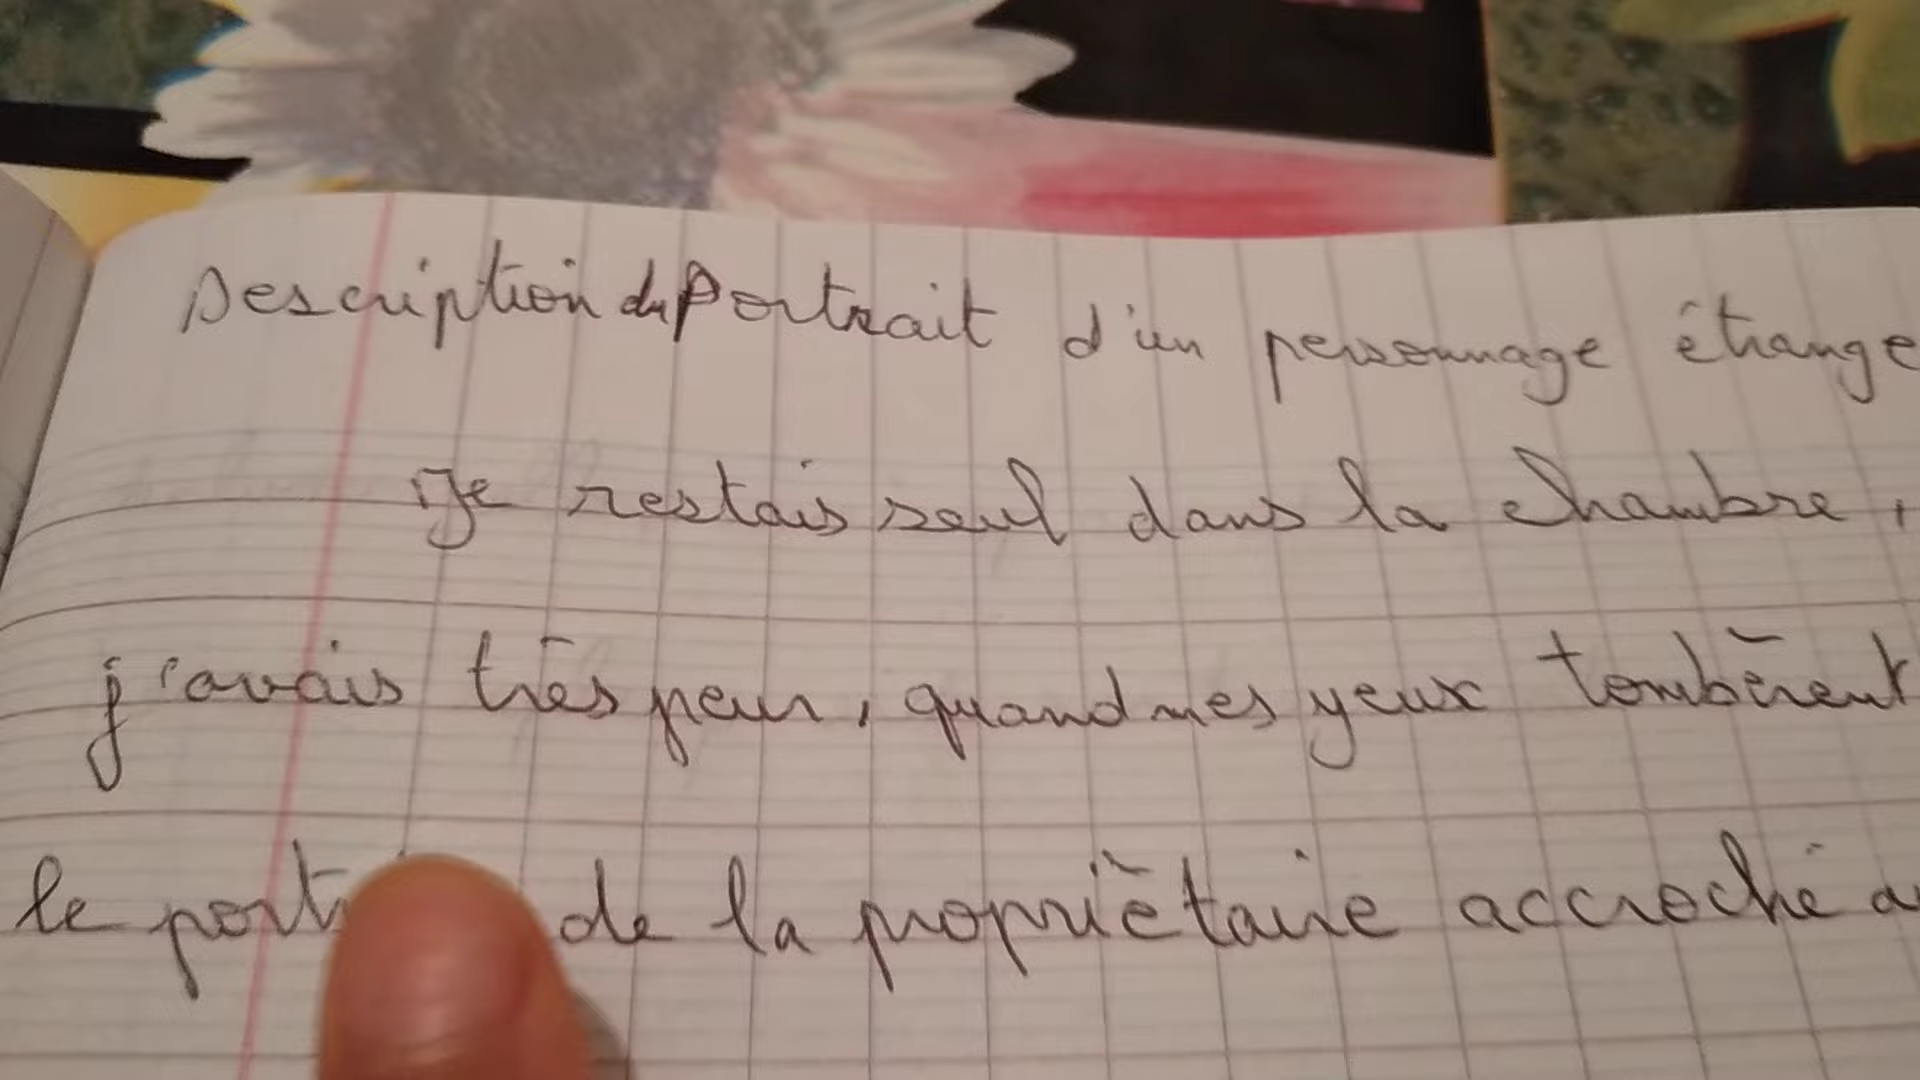 Description du Portrait d'un personnage étrange
Je restais seul dans la chambre,
j'avais très peur, quand mes yeux tombèrent
le de la propriètaire accroché